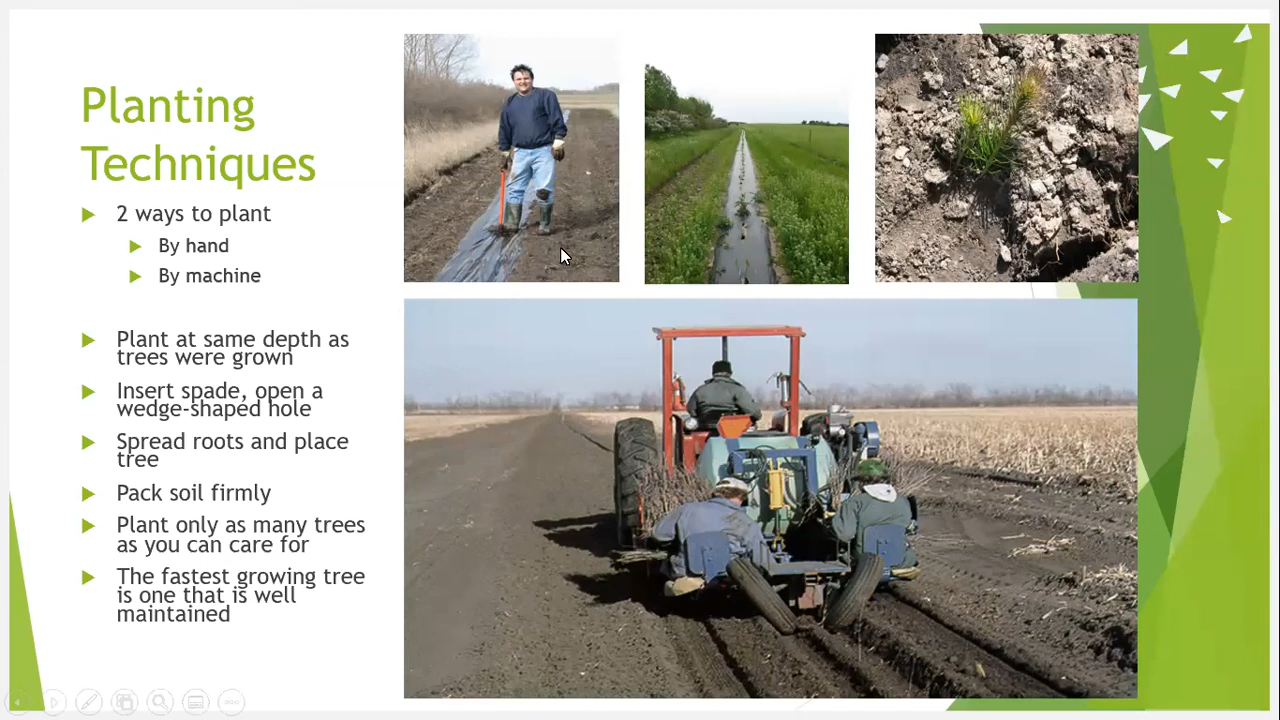 Planting
Techniques
2 ways to plant
By hand
By machine
Plant at same depth as
trees were grown
Insert spade, open a
wedge-shaped hole
Spread roots and place
tree
Pack soil firmly
Plant only as many trees
as you can care for
The fastest growing tree
is one that is well
maintained